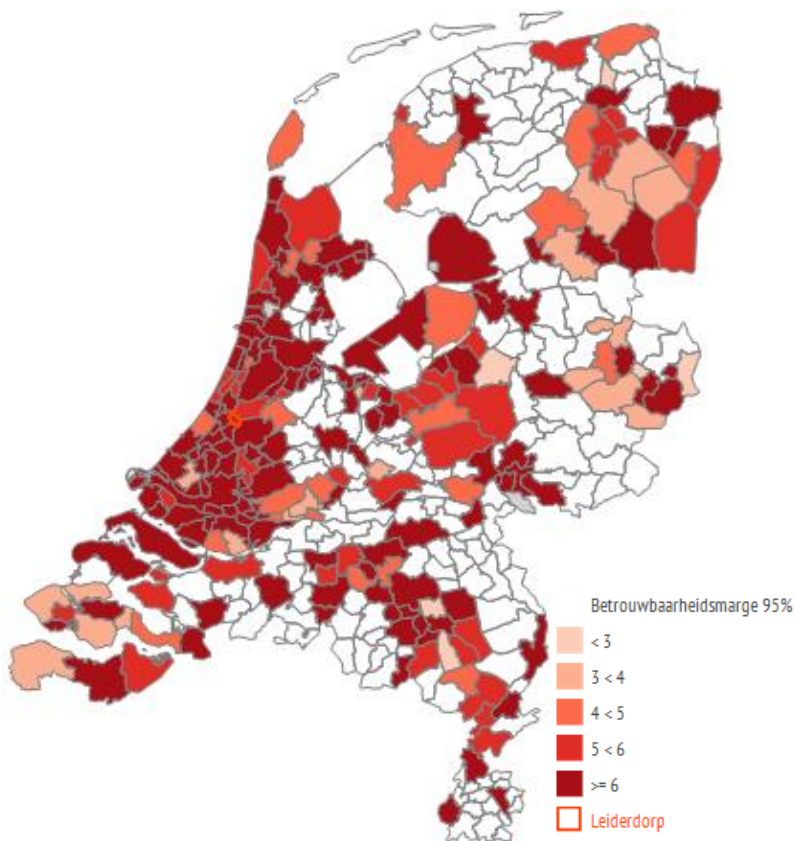 Betrouwbaarheidsmarge 95%
< 3
3 < 4
4 < 5
5 < 6
>= 6
Leiderdorp